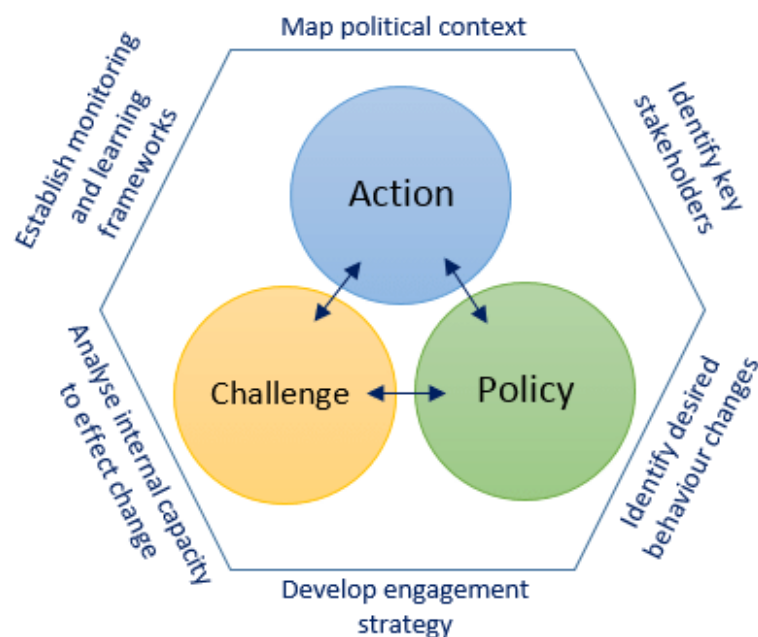 Map political context
Establish monitoring
and learning
frameworks
Identify key
stakeholders
Action
Challenge
Policy
Analyse internal capacity
to effect change
Identify desired
behaviour changes
Develop engagement
strategy